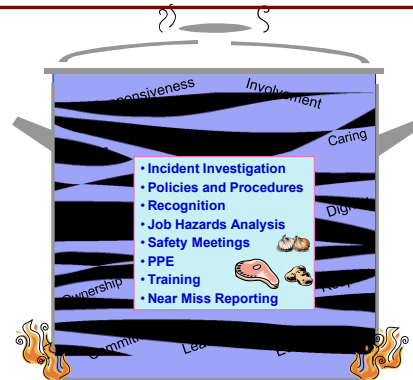 Involvement
Caring
• Incident Investigation
• Policies and Procedures
• Recognition
• Job Hazards Analysis
• Safety Meetings
• PPE
• Training
• Near Miss Reporting
Ownership